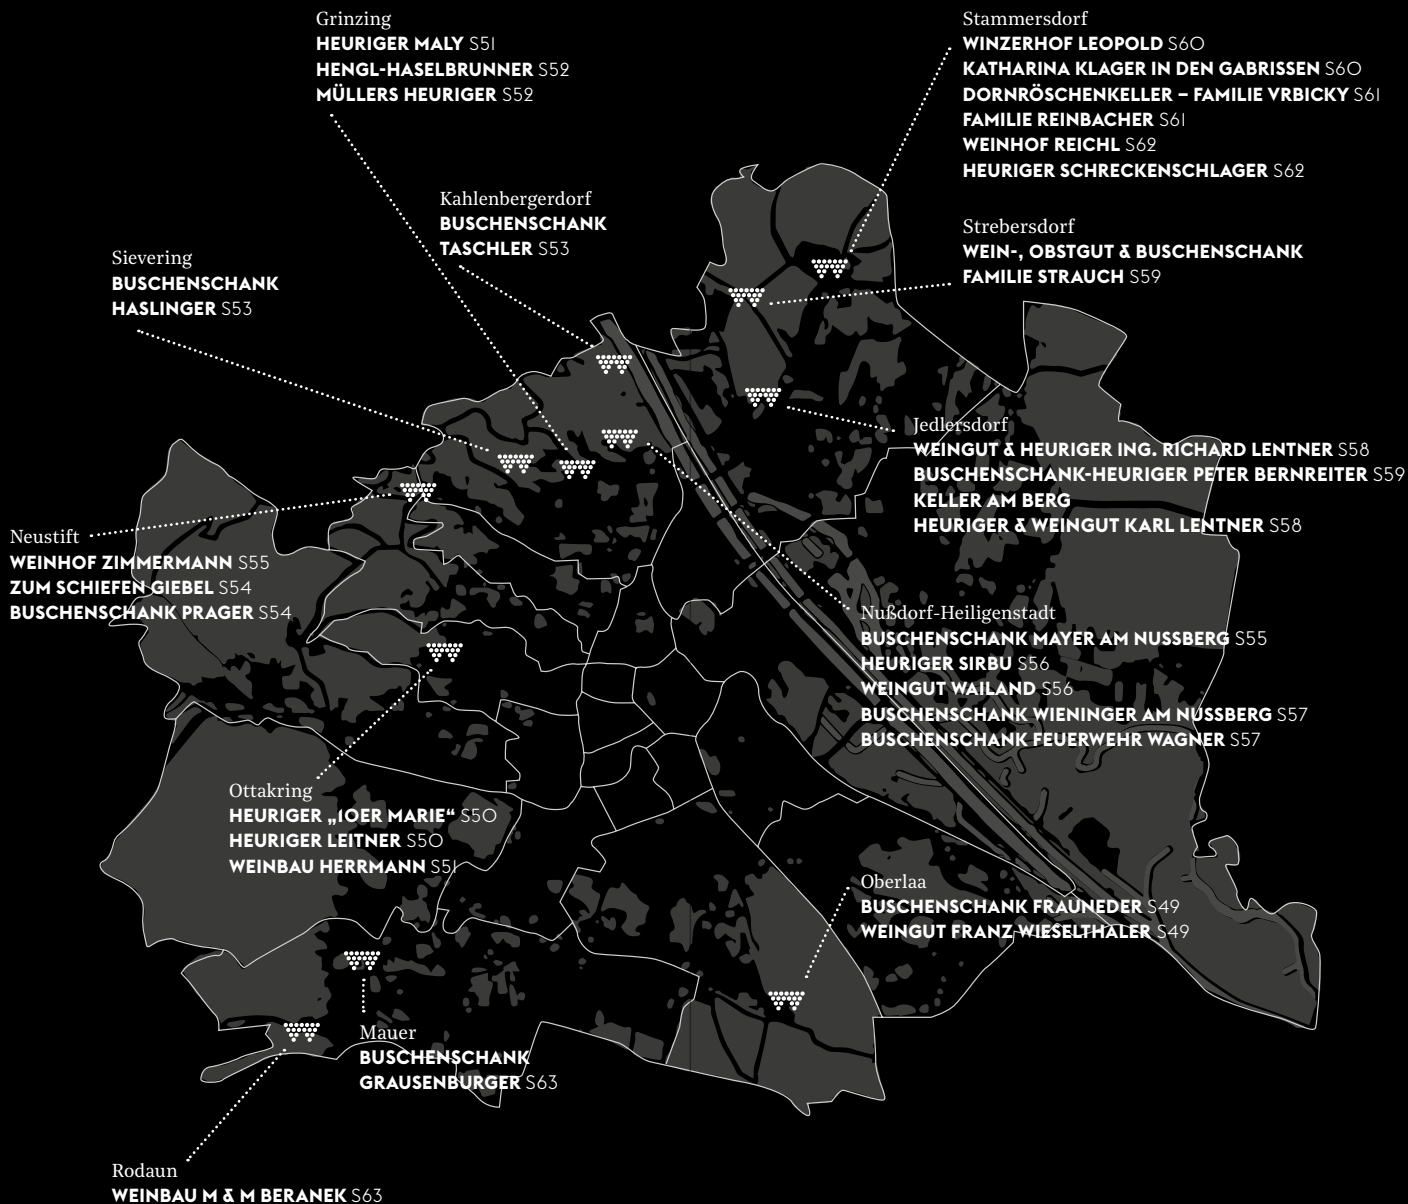 Grinzing
HEURIGER MALY S51
HENGL-HASELBRUNNER S52
MÜLLERS HEURIGER S52
Stammersdorf
WINZERHOF LEOPOLD S60
KATHARINA KLAGER IN DEN GABRISSEN S60
DORNRÖSCHENKELLER – FAMILIE VRBICKY S61
FAMILIE REINBACHER S61
WEINHOF REICHL S62
HEURIGER SCHRECKENSCHLAGER S62
Kahlenbergerdorf
BUSCHENSCHANK
TASCHLER S53
Strebersdorf
WEIN-, OBSTGUT & BUSCHENSCHANK
FAMILIE STRAUCH S59
Sievering
BUSCHENSCHANK
HASLINGER S53
Jedlersdorf
WEINGUT & HEURIGER ING. RICHARD LENTNER S58
BUSCHENSCHANK-HEURIGER PETER BERNREITER S59
KELLER AM BERG
HEURIGER & WEINGUT KARL LENTNER S58
Neustift
WEINHOF ZIMMERMANN S55
ZUM SCHIEFEN GIEBEL S54
BUSCHENSCHANK PRAGER S54
Nußdorf-Heiligenstadt
BUSCHENSCHANK MAYER AM NUSSBERG S55
HEURIGER SIRBU S56
WEINGUT WAILAND S56
BUSCHENSCHANK WIENINGER AM NUSSBERG S57
BUSCHENSCHANK FEUERWEHR WAGNER S57
Ottakring
HEURIGER „10ER MARIE“ S50
HEURIGER LEITNER S50
WEINBAU HERRMANN S51
Oberlaa
BUSCHENSCHANK FRAUNEDER S49
WEINGUT FRANZ WIESELTHALER S49
Mauer
BUSCHENSCHANK
GRAUSENBURGER S63
Rodaun
WEINBAU M & M BERANEK S63